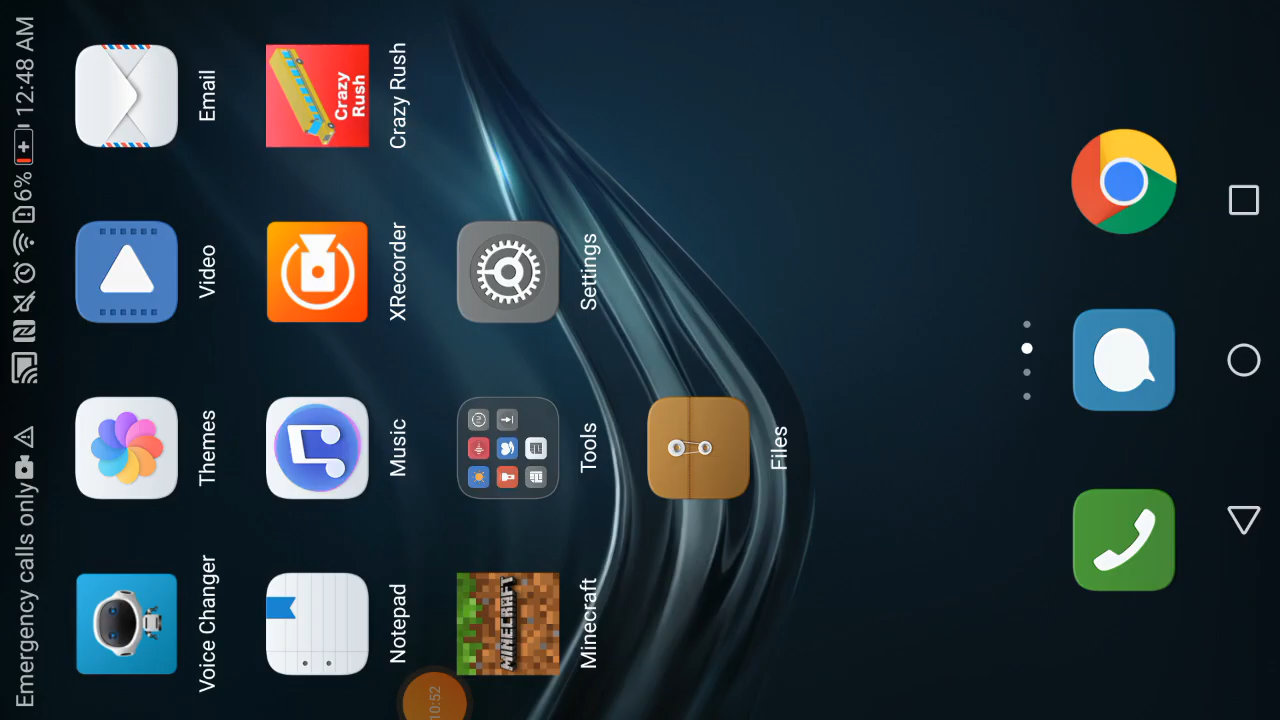 Emergency calls only 6% 12:48 AM
Voice Changer Themes Video Email
Crazy
Rush
Notepad Music XRecorder Crazy Rush
10:52
MINECRAFT
Minecraft Tools Settings
Files